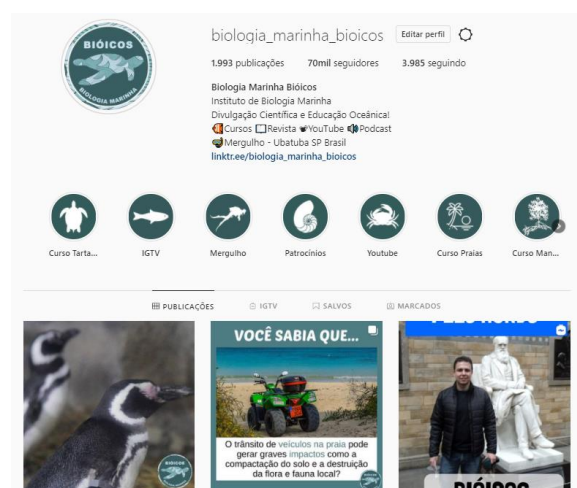 BIÓICOS
BIOLOGIA MARINHA
biologia_marinha_bioicos Editar perfil
1.993 publicações 70mil seguidores 3.985 seguindo
Biologia Marinha Bióicos
Instituto de Biologia Marinha
Divulgação Científica e Educação Oceânica!
Cursos Revista YouTube Podcast
Mergulho - Ubatuba SP Brasil
linktr.ee/biologia_marinha_bioicos
Curso Tarta... IGTV Mergulho Patrocínios Youtube Curso Praias Curso Man...
PUBLICAÇÕES IGTV SALVOS MARCADOS
BIÓICOS
VOCÊ SABIA QUE...
O trânsito de veículos na praia pode
gerar graves impactos como a
compactação do solo e a destruição
da flora e fauna local?
BIÓICOS